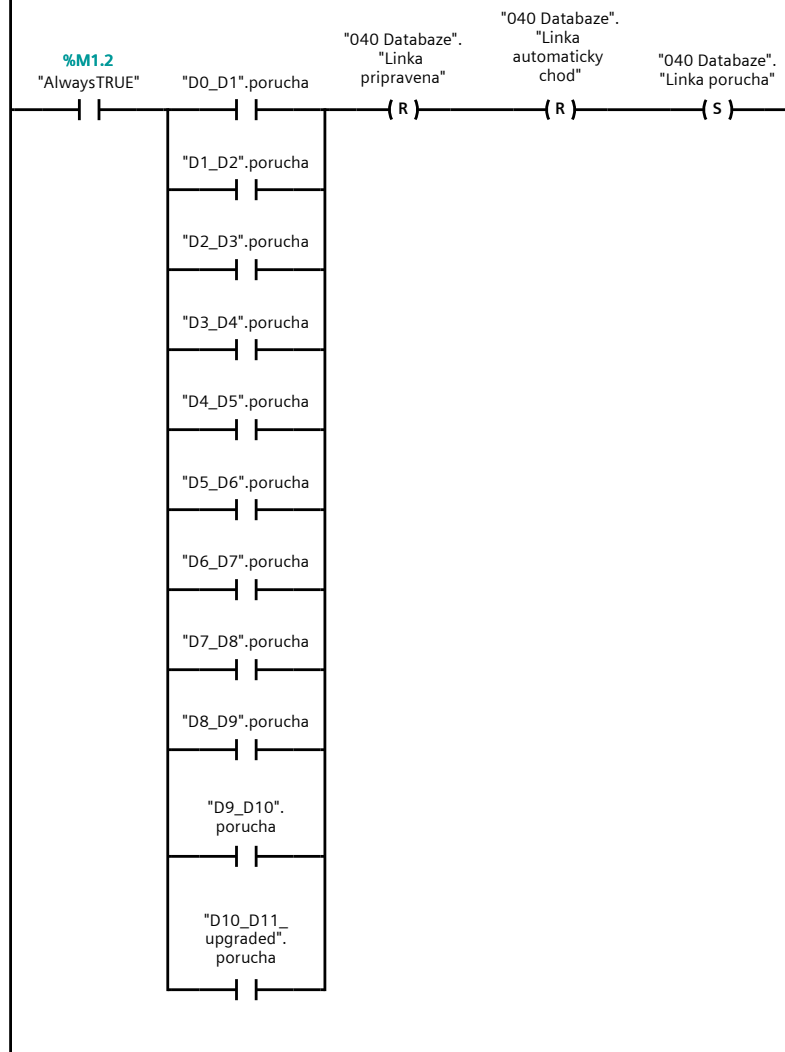 %M1.2
"AlwaysTRUE"
"D0_D1".porucha
"040 Databaze".
"Linka
pripravena"
"040 Databaze".
"Linka
automaticky
chod"
"040 Databaze".
"Linka porucha"
R
R
S
"D1_D2".porucha
"D2_D3".porucha
"D3_D4".porucha
"D4_D5".porucha
"D5_D6".porucha
"D6_D7".porucha
"D7_D8".porucha
"D8_D9".porucha
"D9_D10".
porucha
"D10_D11_
upgraded".
porucha